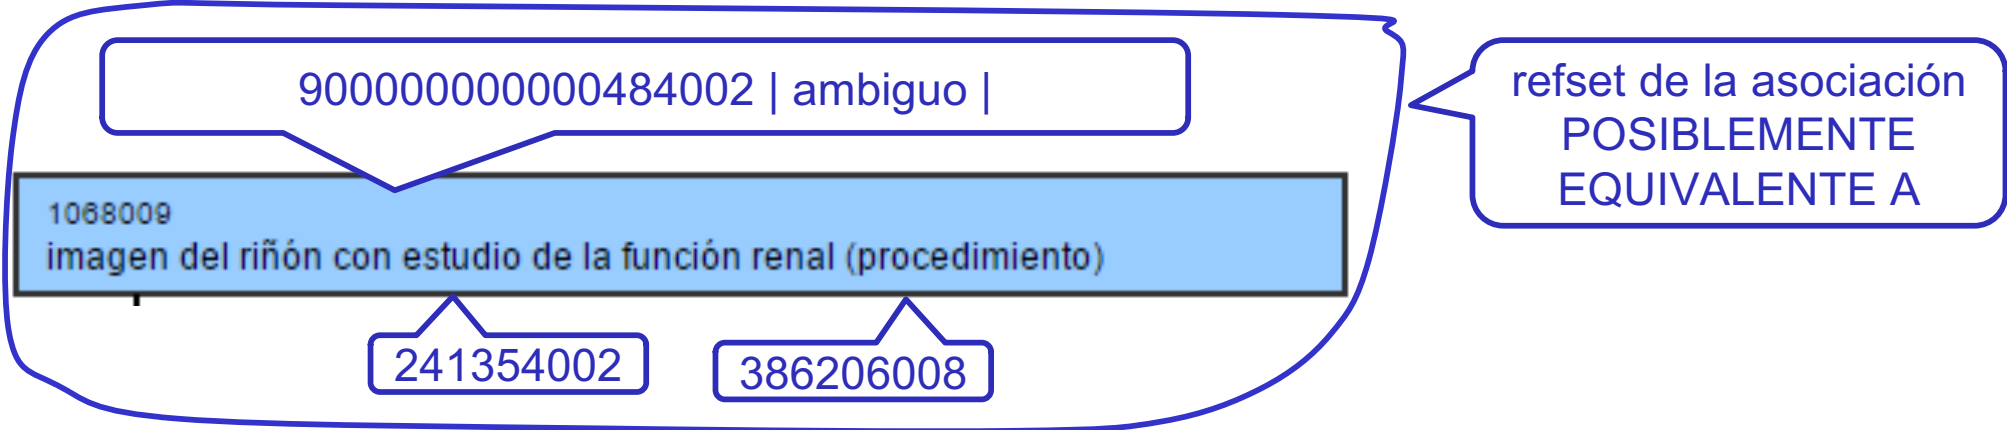 900000000000484002 | ambiguo |
refset de la asociación
POSIBLEMENTE
EQUIVALENTE A
1068009
imagen del riñón con estudio de la función renal (procedimiento)
241354002
386206008